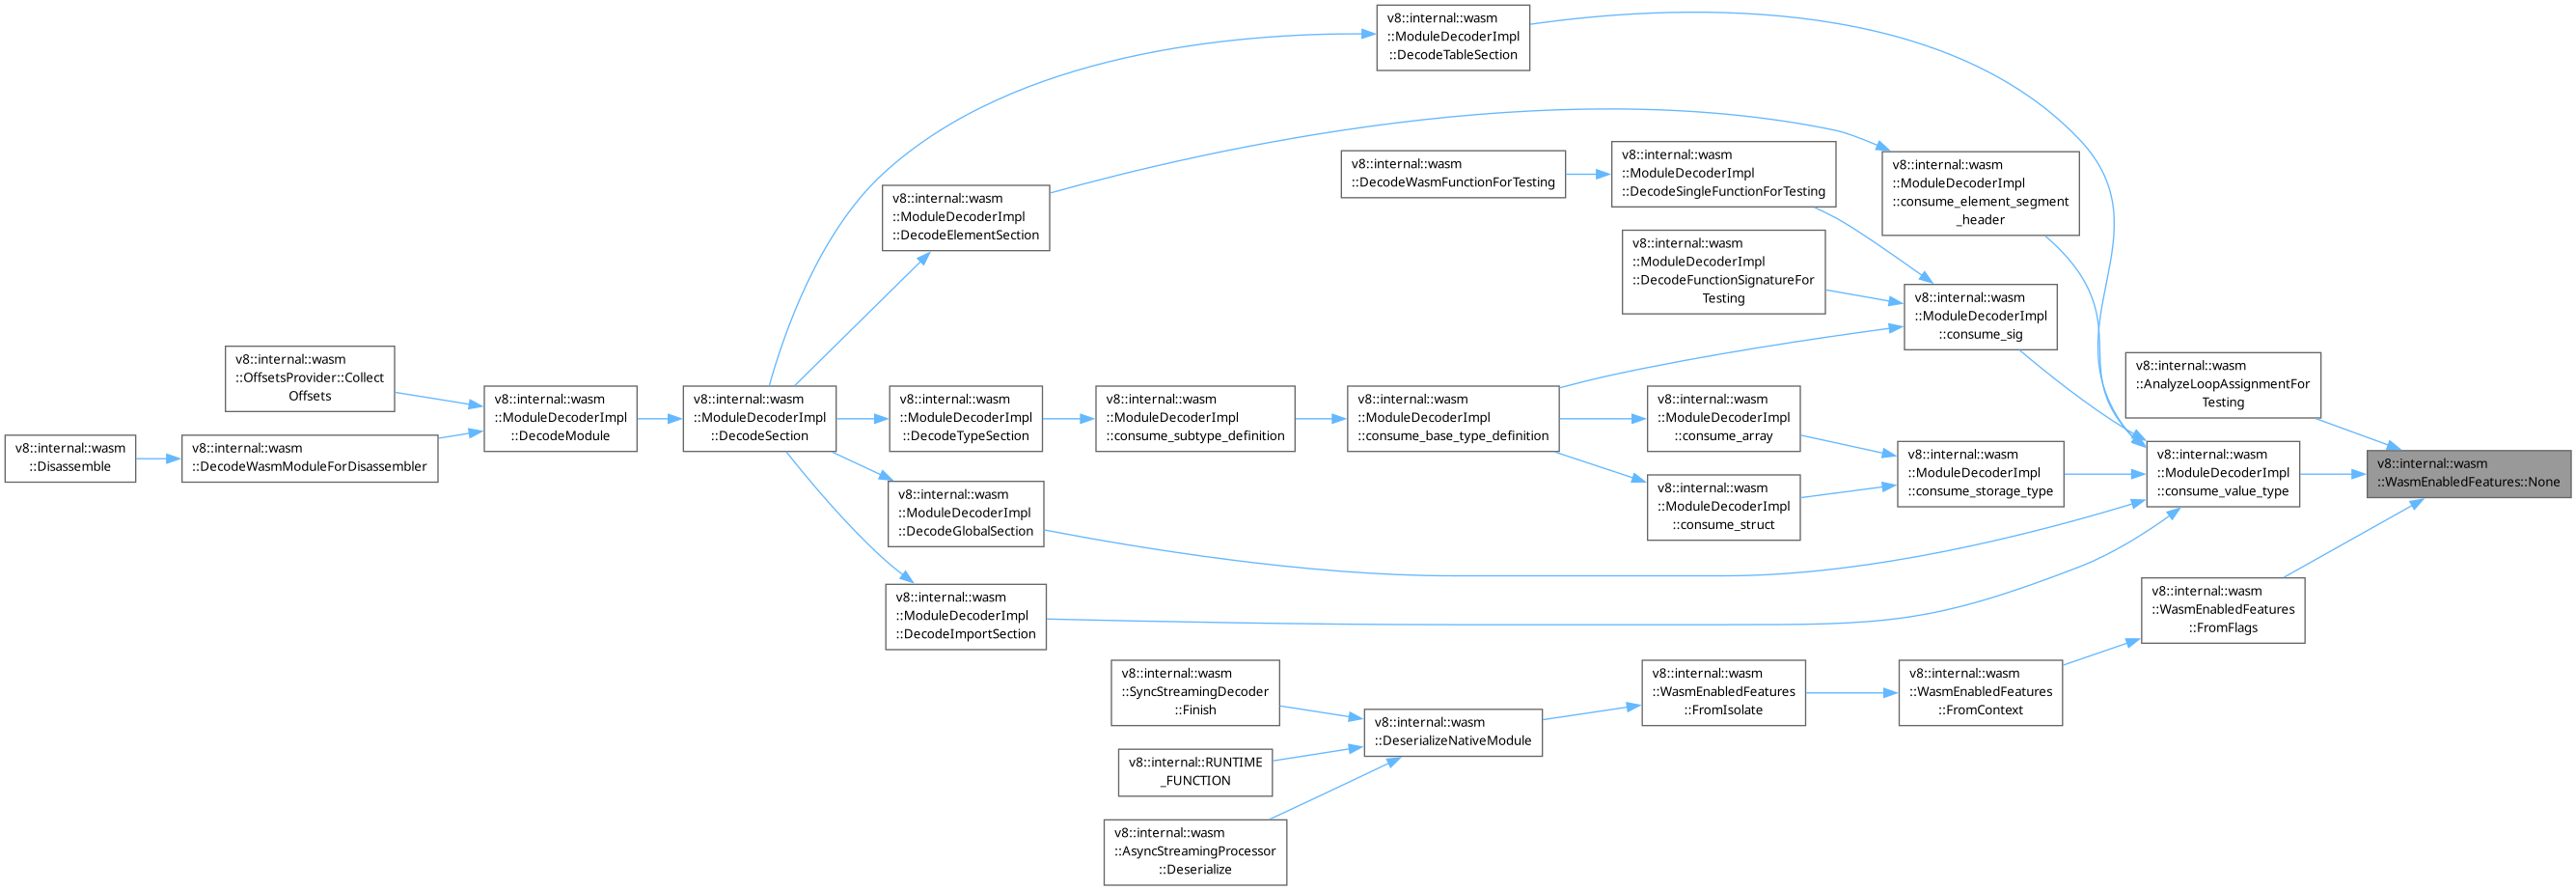 v8::internal::wasm
::ModuleDecoderImpl
::DecodeTableSection
v8::internal::wasm
::DecodeWasmFunctionForTesting
v8::internal::wasm
::ModuleDecoderImpl
::DecodeSingleFunctionForTesting
v8::internal::wasm
::ModuleDecoderImpl
::consume_element_segment
_header
v8::internal::wasm
::ModuleDecoderImpl
::DecodeElementSection
v8::internal::wasm
::ModuleDecoderImpl
::DecodeFunctionSignatureFor
Testing
v8::internal::wasm
::ModuleDecoderImpl
::consume_sig
v8::internal::wasm
::OffsetsProvider::Collect
Offsets
v8::internal::wasm
::AnalyzeLoopAssignmentFor
Testing
v8::internal::wasm
::Disassemble
v8::internal::wasm
::DecodeWasmModuleForDisassembler
v8::internal::wasm
::ModuleDecoderImpl
::DecodeModule
v8::internal::wasm
::ModuleDecoderImpl
::DecodeSection
v8::internal::wasm
::ModuleDecoderImpl
::DecodeTypeSection
v8::internal::wasm
::ModuleDecoderImpl
::consume_subtype_definition
v8::internal::wasm
::ModuleDecoderImpl
::consume_base_type_definition
v8::internal::wasm
::ModuleDecoderImpl
::consume_array
v8::internal::wasm
::ModuleDecoderImpl
::consume_storage_type
v8::internal::wasm
::ModuleDecoderImpl
::consume_value_type
v8::internal::wasm
::WasmEnabledFeatures::None
v8::internal::wasm
::ModuleDecoderImpl
::DecodeGlobalSection
v8::internal::wasm
::ModuleDecoderImpl
::consume_struct
v8::internal::wasm
::ModuleDecoderImpl
::DecodeImportSection
v8::internal::wasm
::WasmEnabledFeatures
::FromFlags
v8::internal::wasm
::SyncStreamingDecoder
::Finish
v8::internal::wasm
::WasmEnabledFeatures
::FromIsolate
v8::internal::wasm
::WasmEnabledFeatures
::FromContext
v8::internal::wasm
::DeserializeNativeModule
v8::internal::RUNTIME
_FUNCTION
v8::internal::wasm
::AsyncStreamingProcessor
::Deserialize